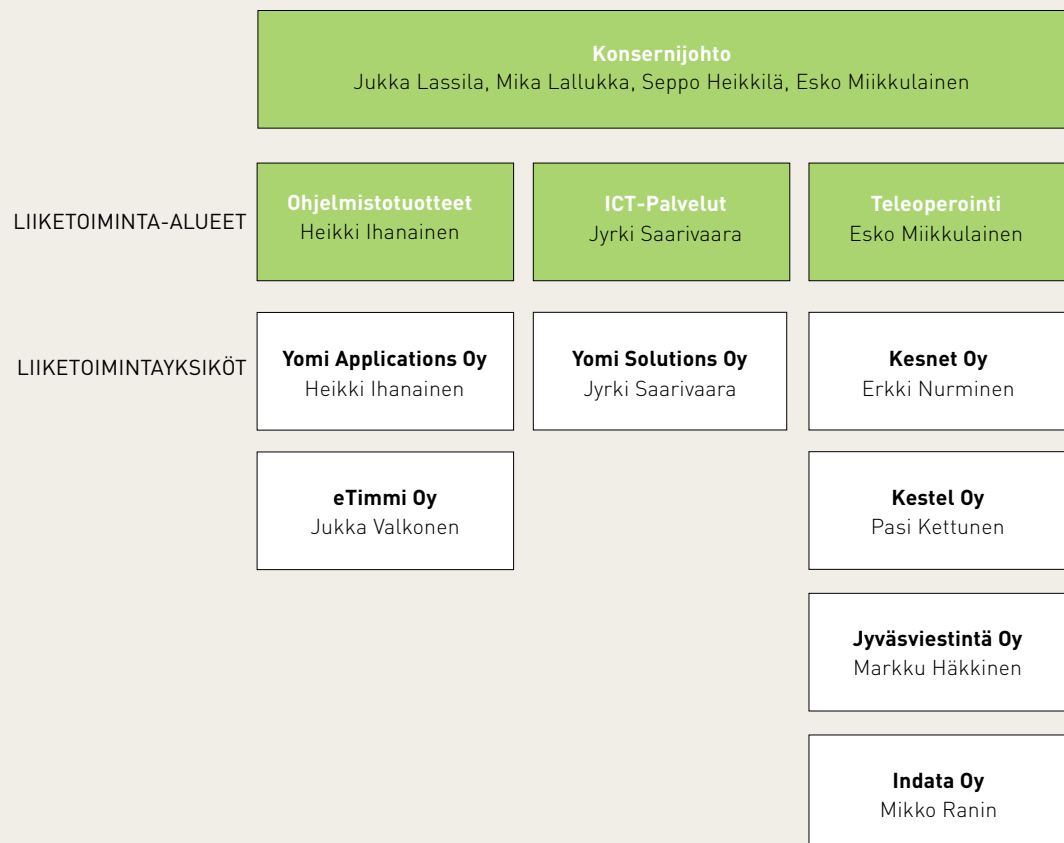 Konsernijohto
Jukka Lassila, Mika Lallukka, Seppo Heikkilä, Esko Miikkulainen
LIIKETOIMINTA-ALUEET
Ohjelmistotuotteet
Heikki Ihanainen
ICT-Palvelut
Jyrki Saarivaara
Teleoperointi
Esko Miikkulainen
LIIKETOIMINTAYKSIKÖT
Yomi Applications Oy
Heikki Ihanainen
Yomi Solutions Oy
Jyrki Saarivaara
Kesnet Oy
Erkki Nurminen
eTimmi Oy
Jukka Valkonen
Kestel Oy
Pasi Kettunen
Jyväsviestintä Oy
Markku Häkkinen
Indata Oy
Mikko Ranin